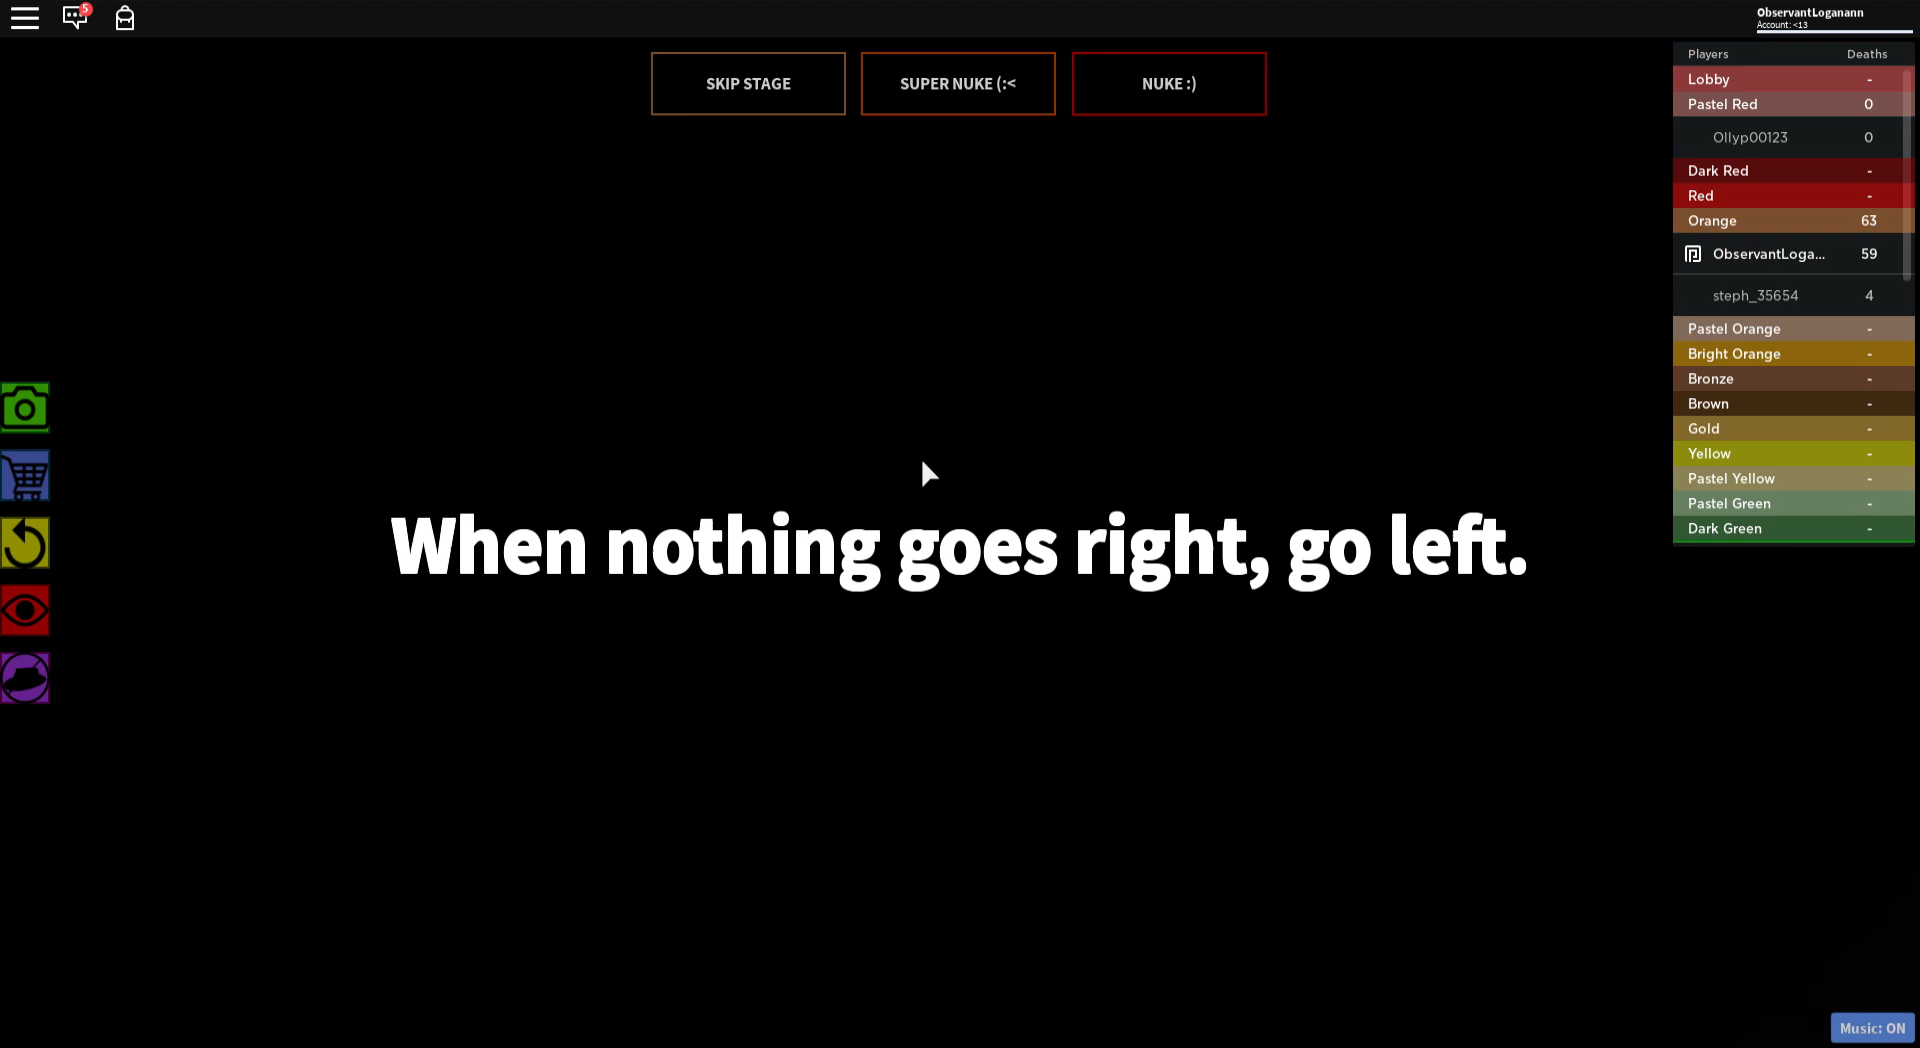 5
ObservantLoganann
Account: <13
SKIP STAGE
SUPER NUKE (:<
NUKE :)
Players Deaths
Lobby -
Pastel Red 0
Ollyp00123 0
Dark Red -
Red -
Orange 63
ObservantLoga... 59
steph_35654 4
Pastel Orange -
Bright Orange -
Bronze -
Brown -
Gold -
Yellow -
Pastel Yellow -
Pastel Green -
Dark Green -
When nothing goes right, go left.
Music: ON